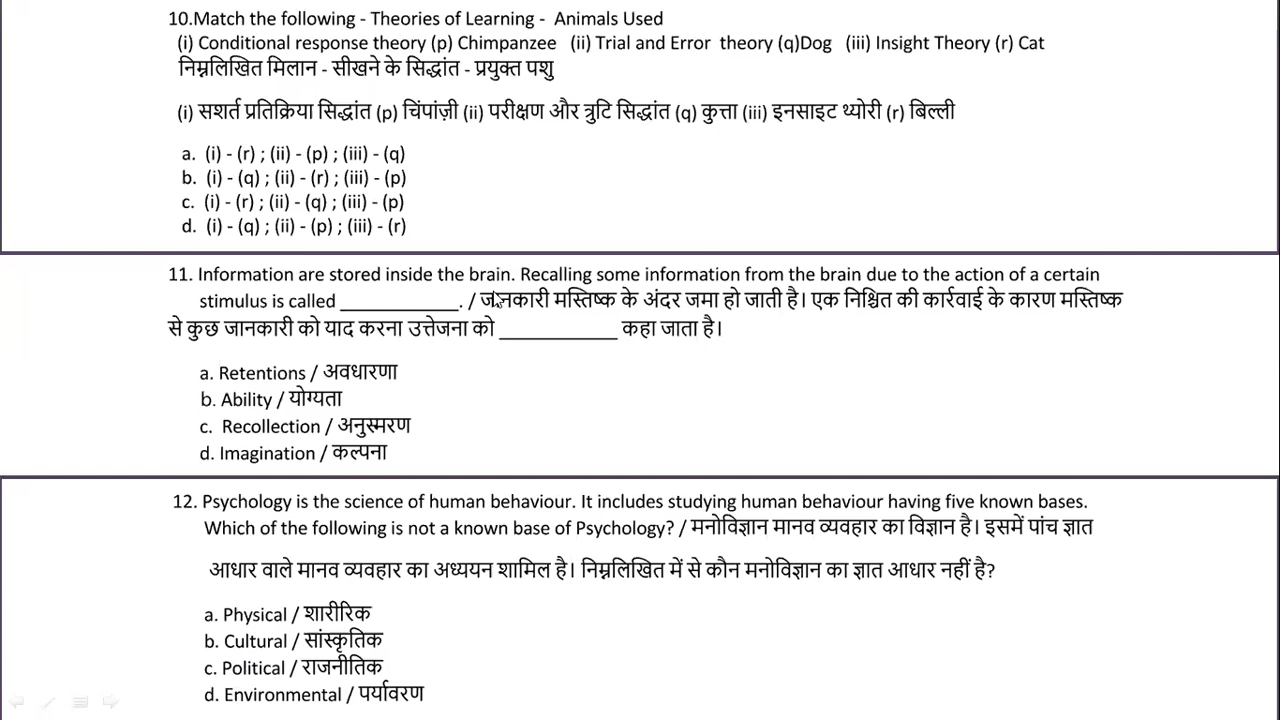 10.Match the following - Theories of Learning - Animals Used
(i) Conditional response theory (p) Chimpanzee (ii) Trial and Error theory (q)Dog (iii) Insight Theory (r) Cat
निम्नलिखित मिलान - सीखने के सिद्धांत - प्रयुक्त पशु
(i) सशर्त प्रतिक्रिया सिद्धांत (p) चिंपांज़ी (ii) परीक्षण और त्रुटि सिद्धांत (q) कुत्ता (iii) इनसाइट थ्योरी (r) बिल्ली
a. (i) - (r) ; (ii) - (p) ; (iii) - (q)
b. (i) - (q) ; (ii) - (r) ; (iii) - (p)
c. (i) - (r) ; (ii) - (q) ; (iii) - (p)
d. (i) - (q) ; (ii) - (p) ; (iii) - (r)
11. Information are stored inside the brain. Recalling some information from the brain due to the action of a certain
stimulus is called ____________. / जानकारी मस्तिष्क के अंदर जमा हो जाती है। एक निश्चित की कार्रवाई के कारण मस्तिष्क
से कुछ जानकारी को याद करना उत्तेजना को ____________ कहा जाता है।
a. Retentions / अवधारणा
b. Ability / योग्यता
c. Recollection / अनुस्मरण
d. Imagination / कल्पना
12. Psychology is the science of human behaviour. It includes studying human behaviour having five known bases.
Which of the following is not a known base of Psychology? / मनोविज्ञान मानव व्यवहार का विज्ञान है। इसमें पांच ज्ञात
आधार वाले मानव व्यवहार का अध्ययन शामिल है। निम्नलिखित में से कौन मनोविज्ञान का ज्ञात आधार नहीं है?
a. Physical / शारीरिक
b. Cultural / सांस्कृतिक
c. Political / राजनीतिक
d. Environmental / पर्यावरण